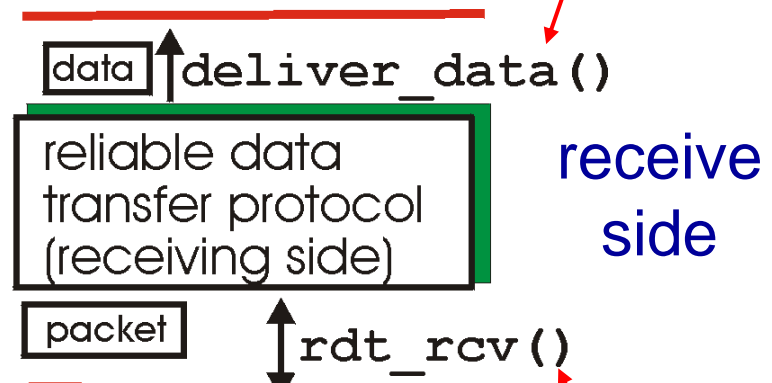 data deliver_data()
reliable data
transfer protocol
(receiving side)
receive
side
packet rdt_rcv()